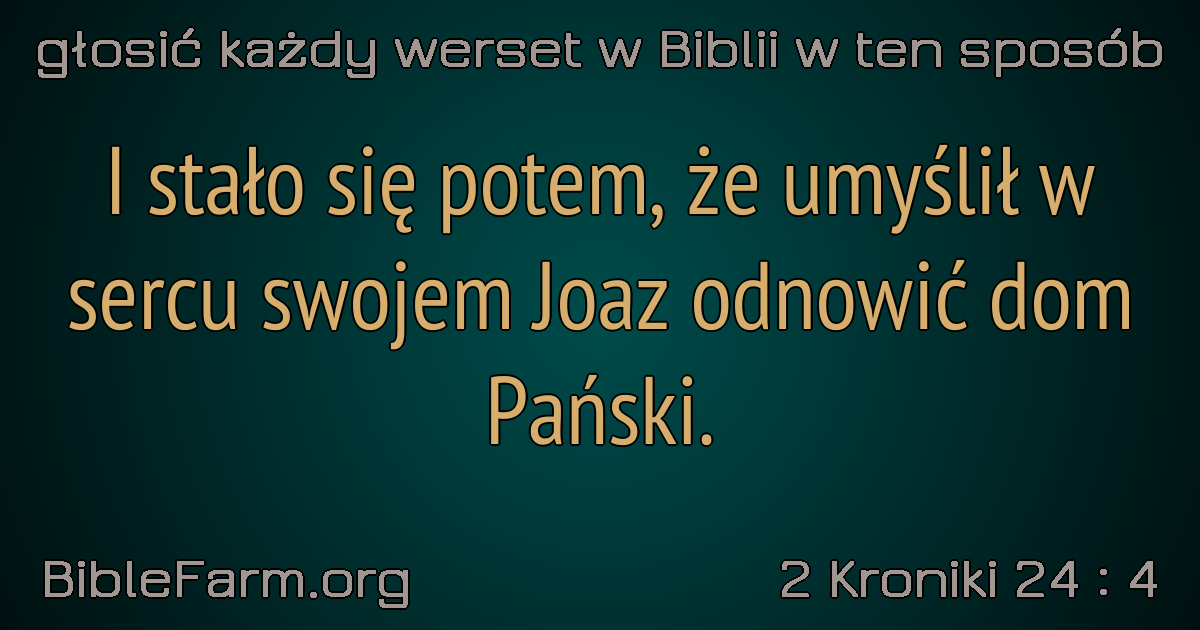 głosić każdy werset w Biblii w ten sposób
I stało się potem, że umyślił w
sercu swojem Joaz odnowić dom
Pański.
BibleFarm.org
2 Kroniki 24 : 4